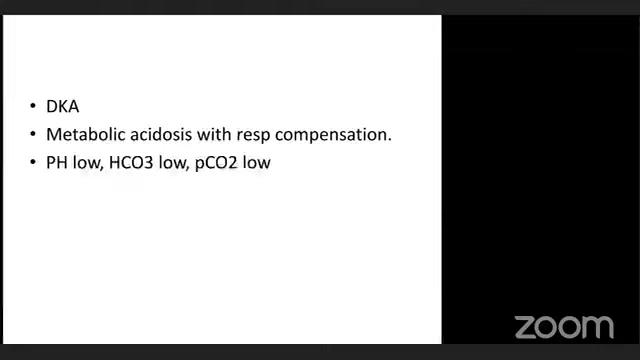 • DKA
• Metabolic acidosis with resp compensation.
• PH low, HCO3 low, pCO2 low
zoom